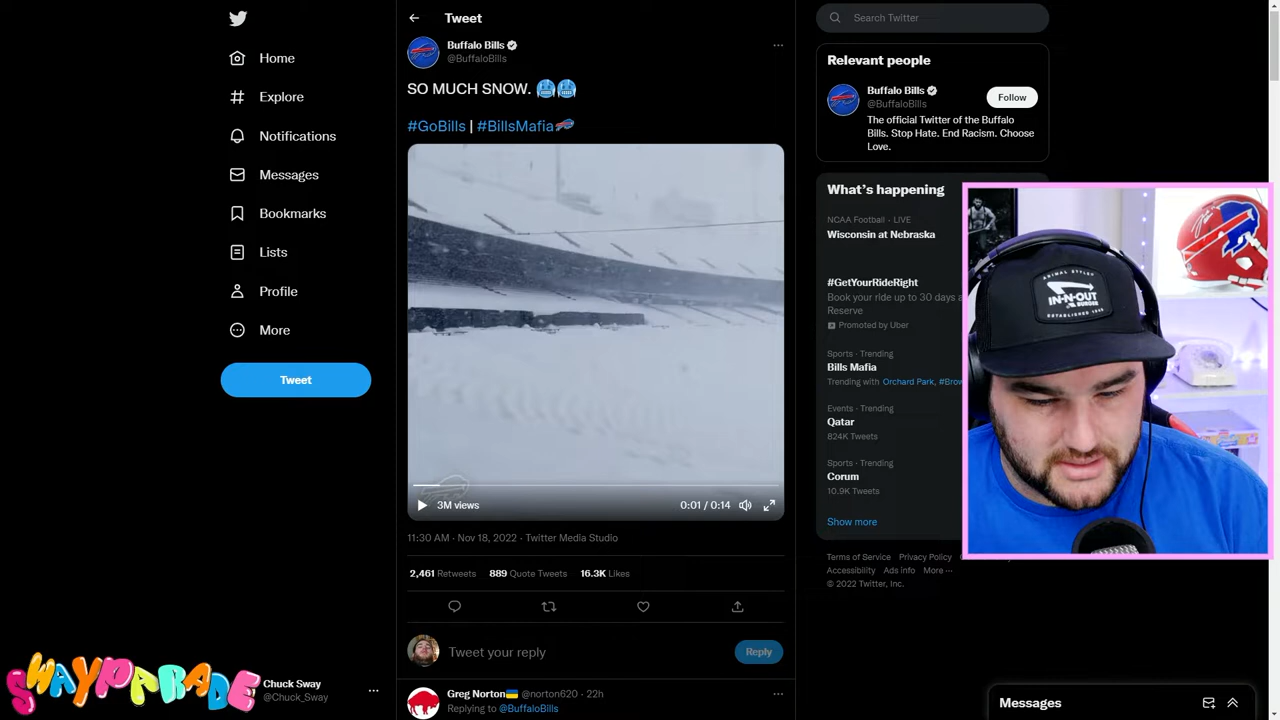 Home
Explore
Notifications
Messages
Bookmarks
Lists
Profile
More
Tweet
SWAYPARADE
Chuck Sway
@Chuck_Sway
Tweet
Buffalo Bills
@BuffaloBills
SO MUCH SNOW. 🥶🥶
#GoBills | #BillsMafia
3M views
0:01 / 0:14
11:30 AM · Nov 18, 2022 · Twitter Media Studio
2,461 Retweets 889 Quote Tweets 16.3K Likes
Tweet your reply
Reply
Greg Norton🇺🇦 @norton620 · 22h
Replying to @BuffaloBills
Search Twitter
Relevant people
Buffalo Bills
@BuffaloBills
Follow
The official Twitter of the Buffalo
Bills. Stop Hate. End Racism. Choose
Love.
What's happening
NCAA Football · LIVE
Wisconsin at Nebraska
#GetYourRideRight
Book your ride up to 30 days a
Reserve
Promoted by Uber
Sports · Trending
Bills Mafia
Trending with Orchard Park, #Brow
Events · Trending
Qatar
824K Tweets
Sports · Trending
Corum
10.9K Tweets
Show more
Terms of Service Privacy Policy
Accessibility Ads info More ···
© 2022 Twitter, Inc.
ANIMAL STYLE
IN-N-OUT
BURGER
ESTABLISHED 1948
Messages